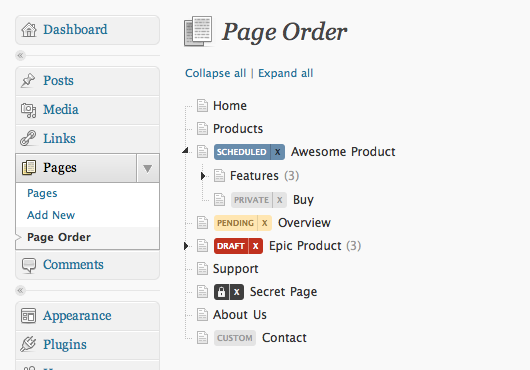 Dashboard
Posts
Media
Links
Pages
Pages
Add New
Page Order
Comments
Appearance
Plugins
Page Order
Collapse all | Expand all
Home
Products
SCHEDULED x Awesome Product
Features (3)
PRIVATE x Buy
PENDING x Overview
DRAFT x Epic Product (3)
Support
x Secret Page
About Us
CUSTOM Contact